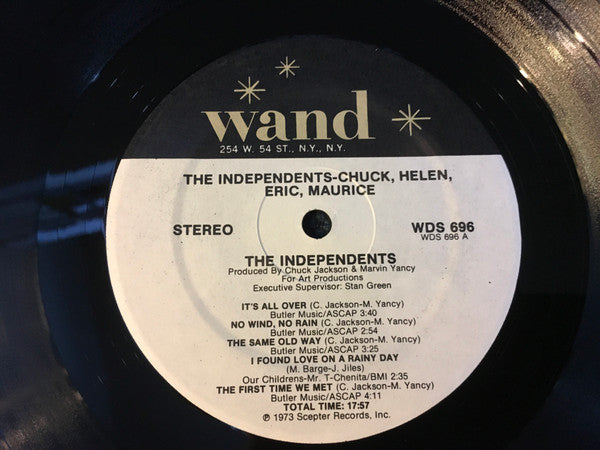 wand
254 W. 54 ST., N.Y., N.Y.
THE INDEPENDENTS-CHUCK, HELEN,
ERIC, MAURICE
STEREO
WDS 696
WDS 696 A
THE INDEPENDENTS
Produced By Chuck Jackson & Marvin Yancy
For Art Productions
Executive Supervisor: Stan Green
IT'S ALL OVER (C. Jackson-M. Yancy)
Butler Music/ASCAP 3:40
NO WIND, NO RAIN (C. Jackson-M. Yancy)
Butler Music/ASCAP 2:54
THE SAME OLD WAY (C. Jackson-M. Yancy)
Butler Music/ASCAP 3:25
I FOUND LOVE ON A RAINY DAY
(M. Barge-J. Jiles)
Our Childrens-Mr. T-Chenita/BMI 2:35
THE FIRST TIME WE MET (C. Jackson-M. Yancy)
Butler Music/ASCAP 4:11
TOTAL TIME: 17:57
℗ 1973 Scepter Records, Inc.